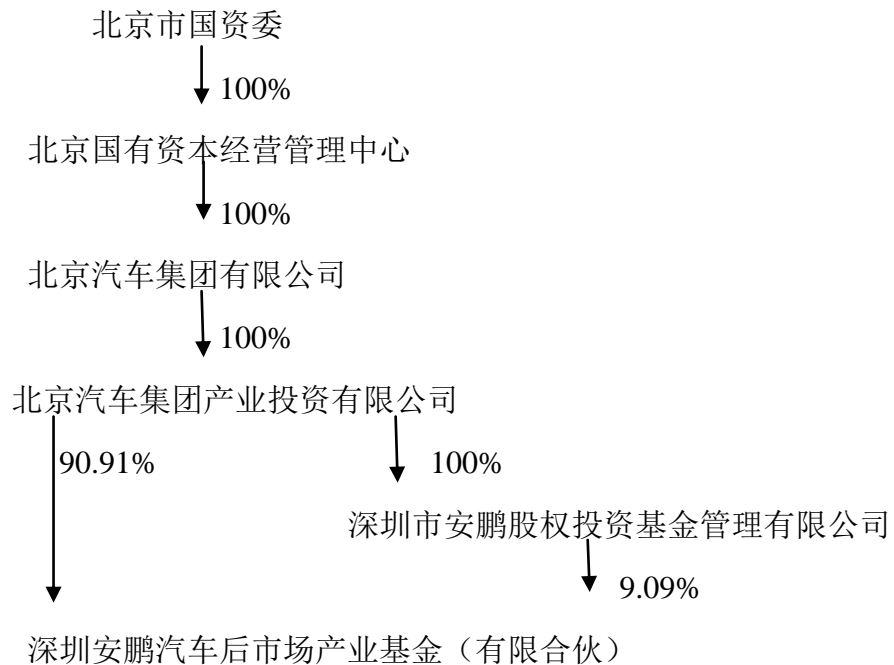 北京市国资委
100%
北京国有资本经营管理中心
100%
北京汽车集团有限公司
100%
北京汽车集团产业投资有限公司
90.91%
100%
深圳市安鹏股权投资基金管理有限公司
9.09%
深圳安鹏汽车后市场产业基金（有限合伙）